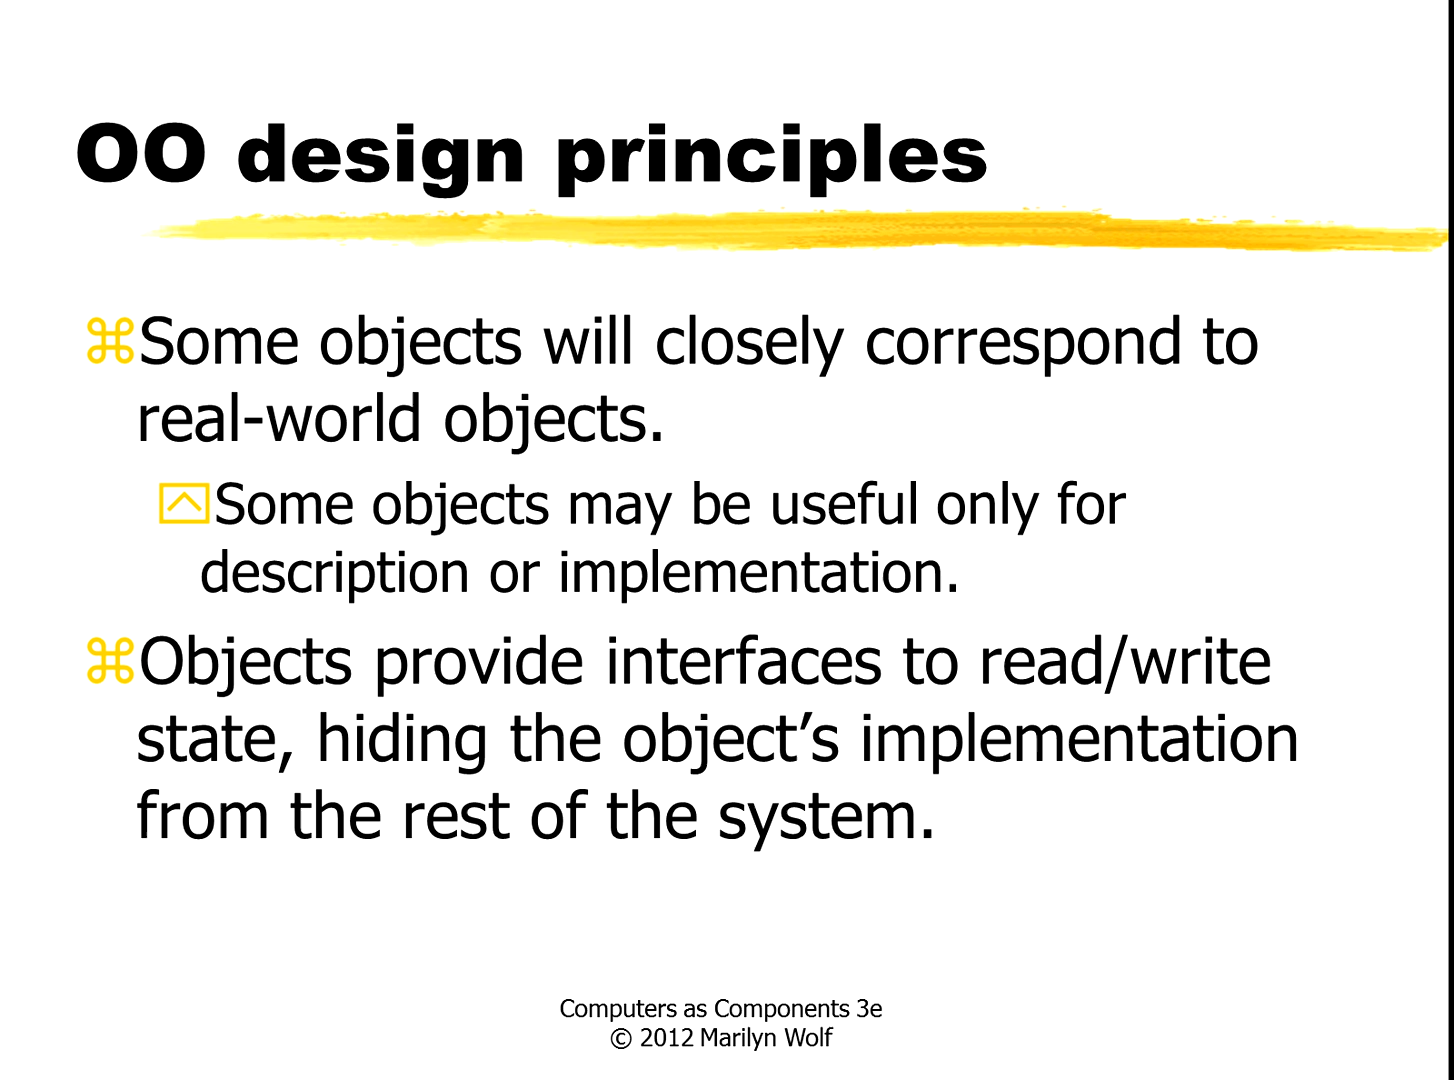 OO design principles
⌘Some objects will closely correspond to
real-world objects.
Some objects may be useful only for
description or implementation.
⌘Objects provide interfaces to read/write
state, hiding the object’s implementation
from the rest of the system.
Computers as Components 3e
© 2012 Marilyn Wolf